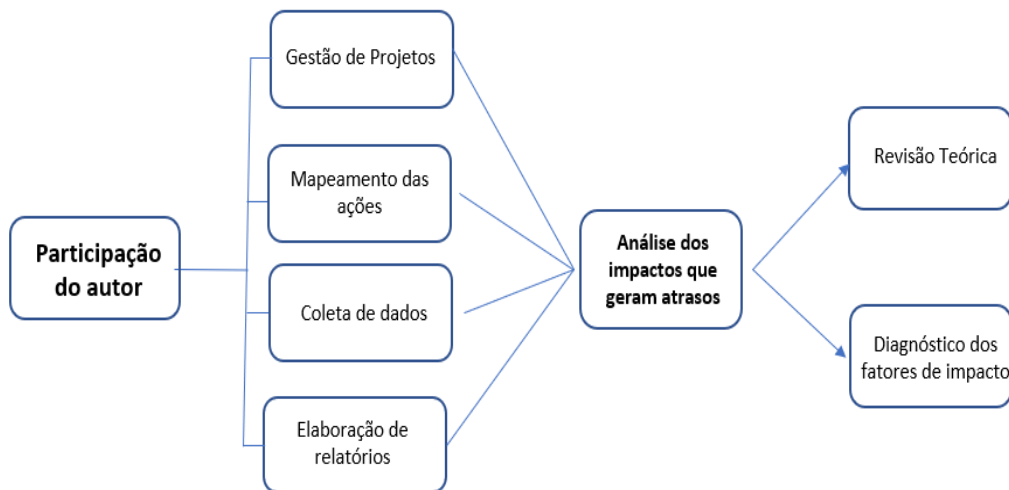 Participação
do autor
Gestão de Projetos
Mapeamento das
ações
Coleta de dados
Elaboração de
relatórios
Análise dos
impactos que
geram atrasos
Revisão Teórica
Diagnóstico dos
fatores de impacto